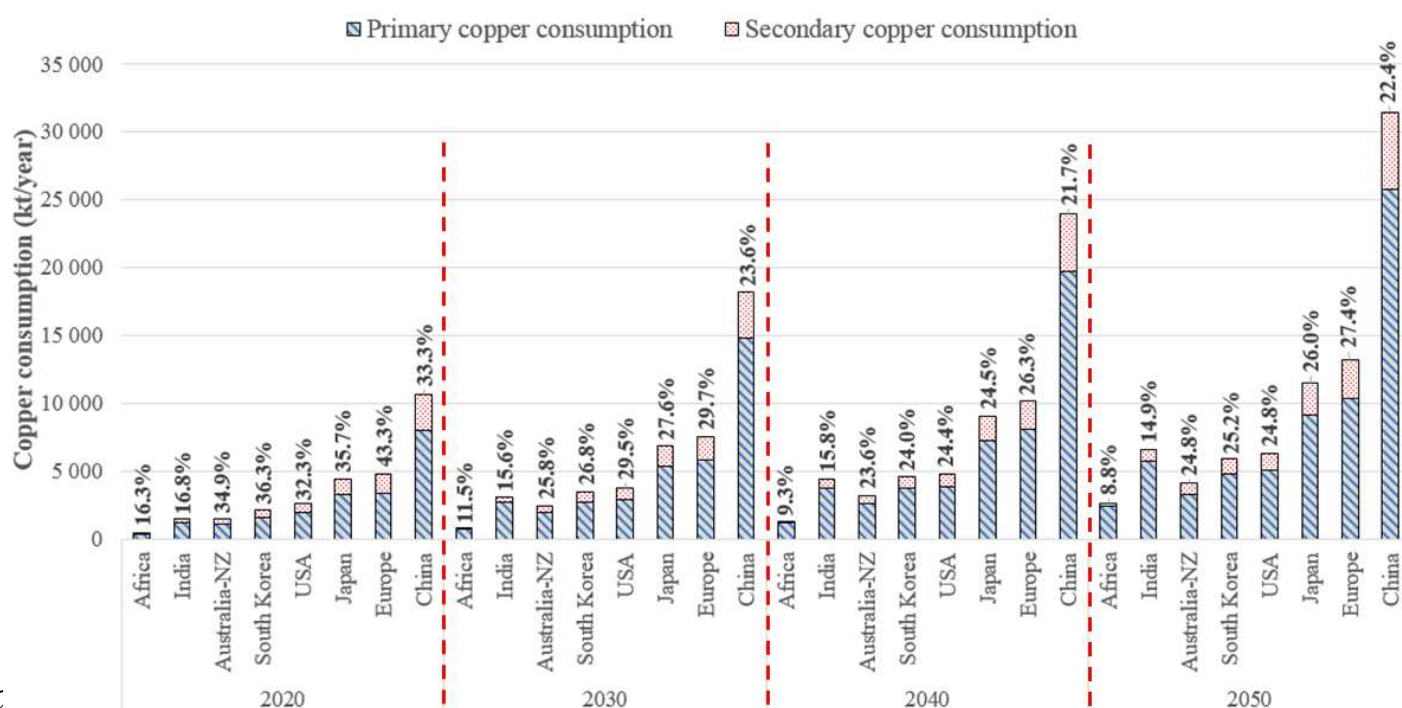 Primary copper consumption Secondary copper consumption
Copper consumption (kt/year)
35 000
30 000
25 000
20 000
15 000
10 000
5 000
0
16.3% 16.8% 34.9% 36.3% 32.3% 35.7% 43.3% 33.3%
11.5% 15.6% 25.8% 26.8% 29.5% 27.6% 29.7% 23.6%
9.3% 15.8% 23.6% 24.0% 24.4% 24.5% 26.3% 21.7%
8.8% 14.9% 24.8% 25.2% 24.8% 26.0% 27.4% 22.4%
Africa India Australia-NZ South Korea USA Japan Europe China
Africa India Australia-NZ South Korea USA Japan Europe China
Africa India Australia-NZ South Korea USA Japan Europe China
Africa India Australia-NZ South Korea USA Japan Europe China
2020 2030 2040 2050